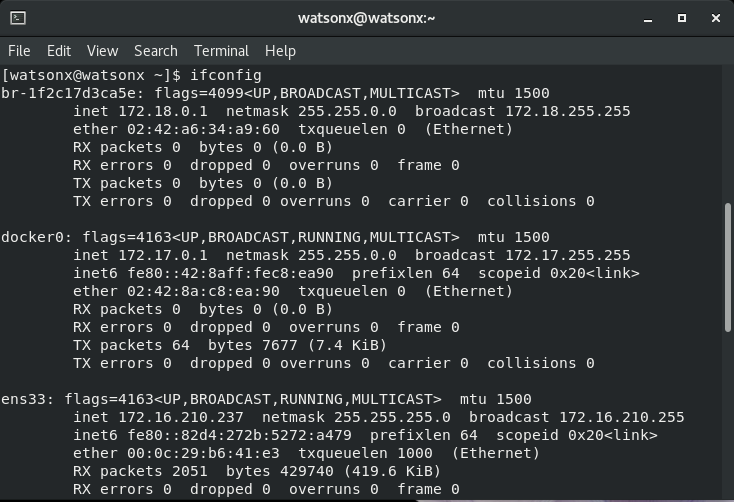 watsonx@watsonx:~
File Edit View Search Terminal Help
[watsonx@watsonx ~]$ ifconfig
br-1f2c17d3ca5e: flags=4099<UP,BROADCAST,MULTICAST>  mtu 1500
        inet 172.18.0.1  netmask 255.255.0.0  broadcast 172.18.255.255
        ether 02:42:a6:34:a9:60  txqueuelen 0  (Ethernet)
        RX packets 0  bytes 0 (0.0 B)
        RX errors 0  dropped 0  overruns 0  frame 0
        TX packets 0  bytes 0 (0.0 B)
        TX errors 0  dropped 0 overruns 0  carrier 0  collisions 0

docker0: flags=4163<UP,BROADCAST,RUNNING,MULTICAST>  mtu 1500
        inet 172.17.0.1  netmask 255.255.0.0  broadcast 172.17.255.255
        inet6 fe80::42:8aff:fec8:ea90  prefixlen 64  scopeid 0x20<link>
        ether 02:42:8a:c8:ea:90  txqueuelen 0  (Ethernet)
        RX packets 0  bytes 0 (0.0 B)
        RX errors 0  dropped 0  overruns 0  frame 0
        TX packets 64  bytes 7677 (7.4 KiB)
        TX errors 0  dropped 0 overruns 0  carrier 0  collisions 0

ens33: flags=4163<UP,BROADCAST,RUNNING,MULTICAST>  mtu 1500
        inet 172.16.210.237  netmask 255.255.255.0  broadcast 172.16.210.255
        inet6 fe80::82d4:272b:5272:a479  prefixlen 64  scopeid 0x20<link>
        ether 00:0c:29:b6:41:e3  txqueuelen 1000  (Ethernet)
        RX packets 2051  bytes 429740 (419.6 KiB)
        RX errors 0  dropped 0  overruns 0  frame 0